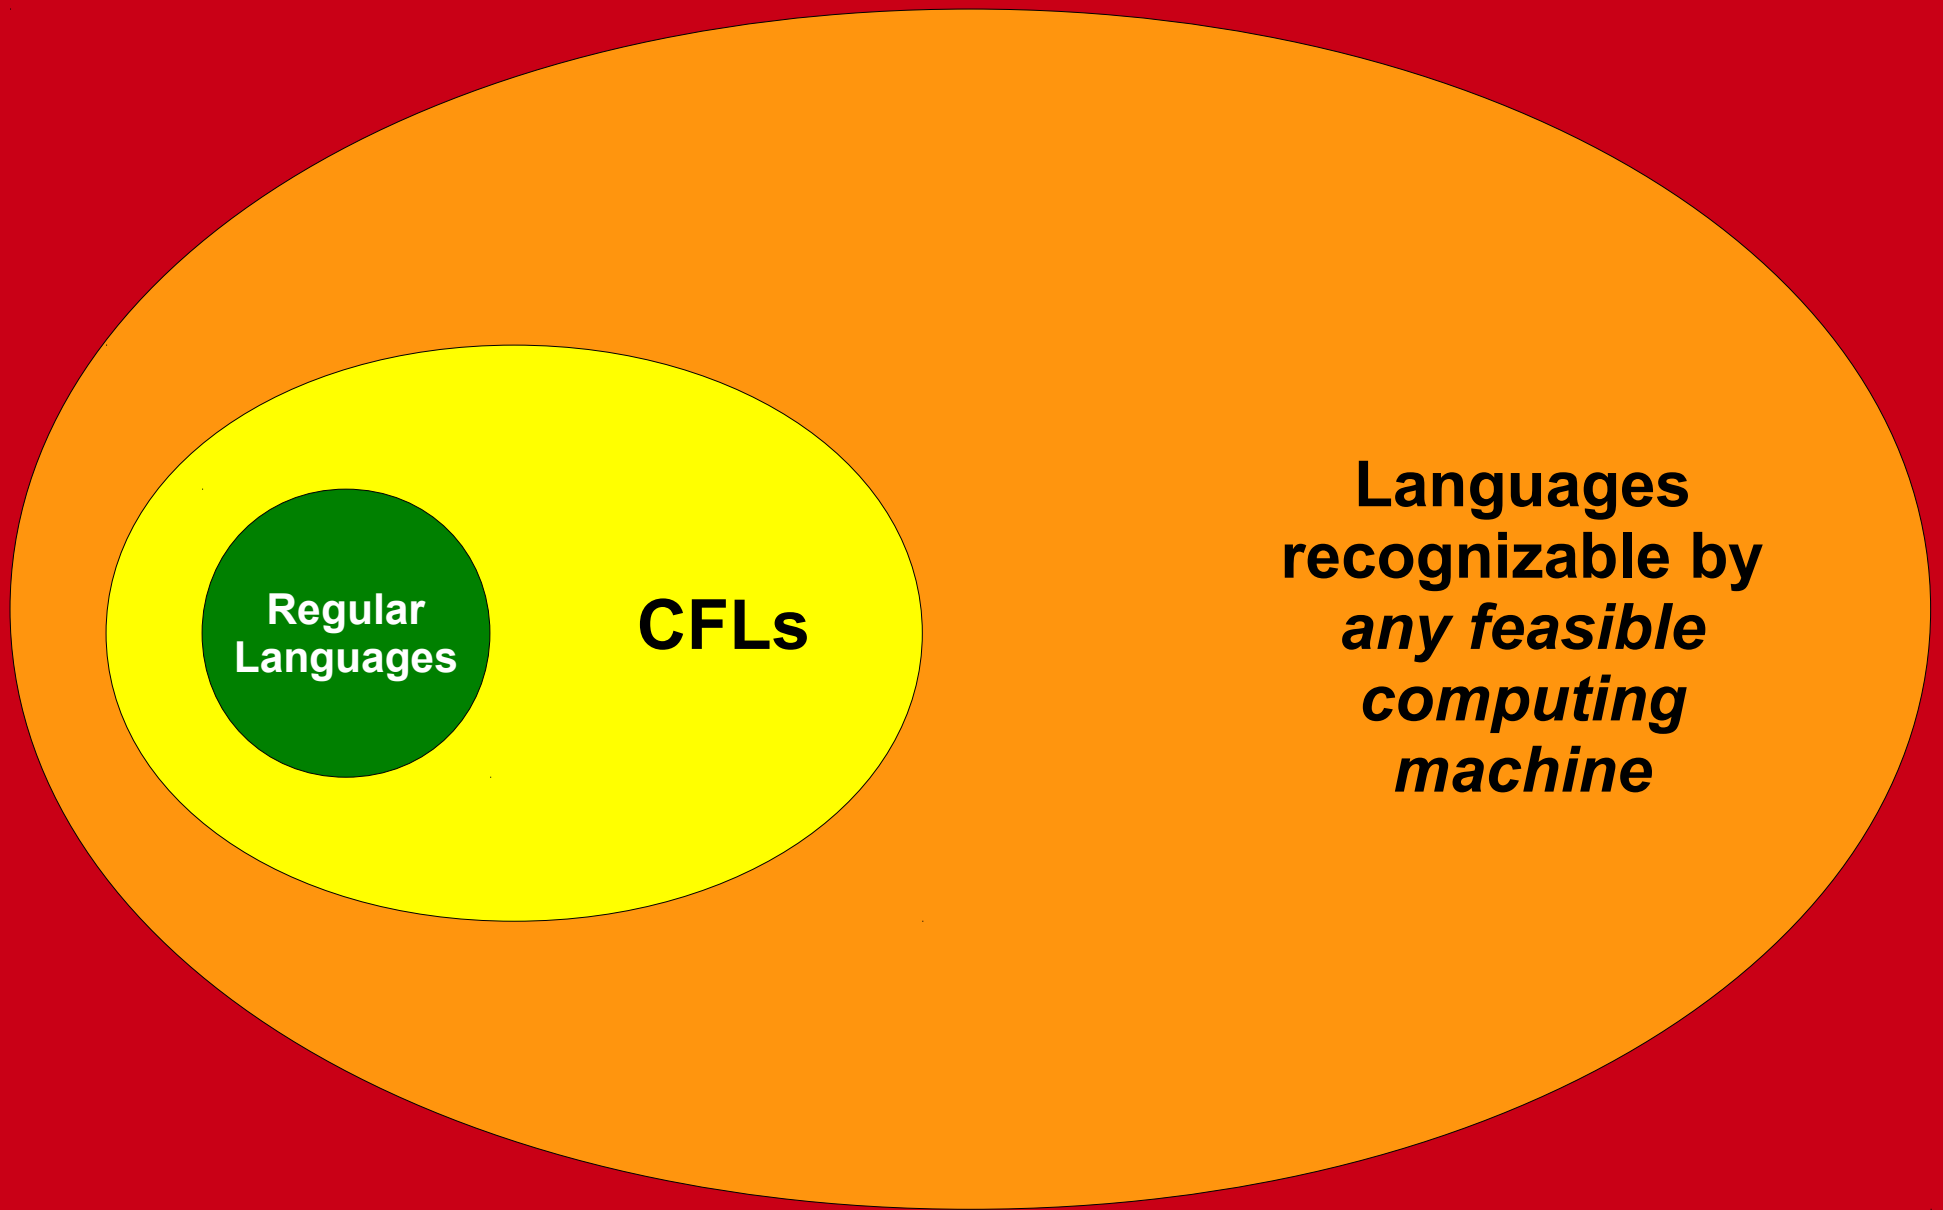 Regular
Languages
CFLs
Languages
recognizable by
any feasible
computing
machine